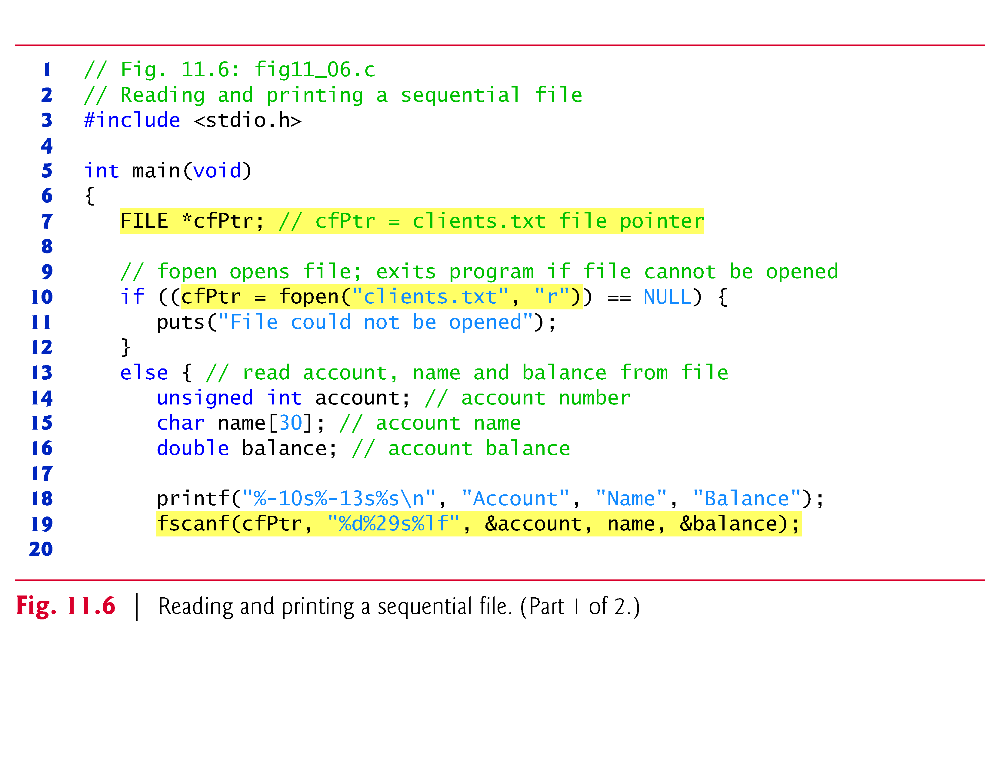 1 // Fig. 11.6: fig11_06.c
2 // Reading and printing a sequential file
3 #include <stdio.h>
4
5 int main(void)
6 {
7 FILE *cfPtr; // cfPtr = clients.txt file pointer
8
9 // fopen opens file; exits program if file cannot be opened
10 if ((cfPtr = fopen("clients.txt", "r")) == NULL) {
11 puts("File could not be opened");
12 }
13 else { // read account, name and balance from file
14 unsigned int account; // account number
15 char name[30]; // account name
16 double balance; // account balance
17
18 printf("%-10s%-13s%s\n", "Account", "Name", "Balance");
19 fscanf(cfPtr, "%d%29s%lf", &account, name, &balance);
20
Fig. 11.6 | Reading and printing a sequential file. (Part 1 of 2.)